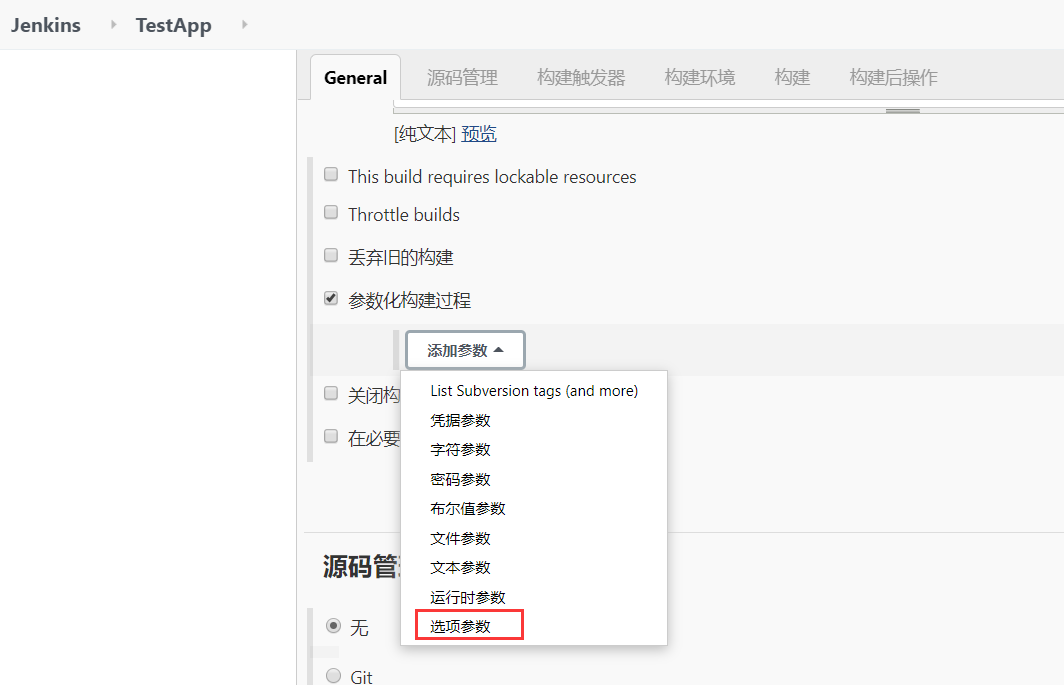 Jenkins TestApp
General 源码管理 构建触发器 构建环境 构建 构建后操作
[纯文本] 预览
This build requires lockable resources
Throttle builds
丢弃旧的构建
参数化构建过程
添加参数
List Subversion tags (and more)
凭据参数
字符参数
密码参数
布尔值参数
文件参数
文本参数
运行时参数
选项参数
关闭构
在必要
源码管
无
Git